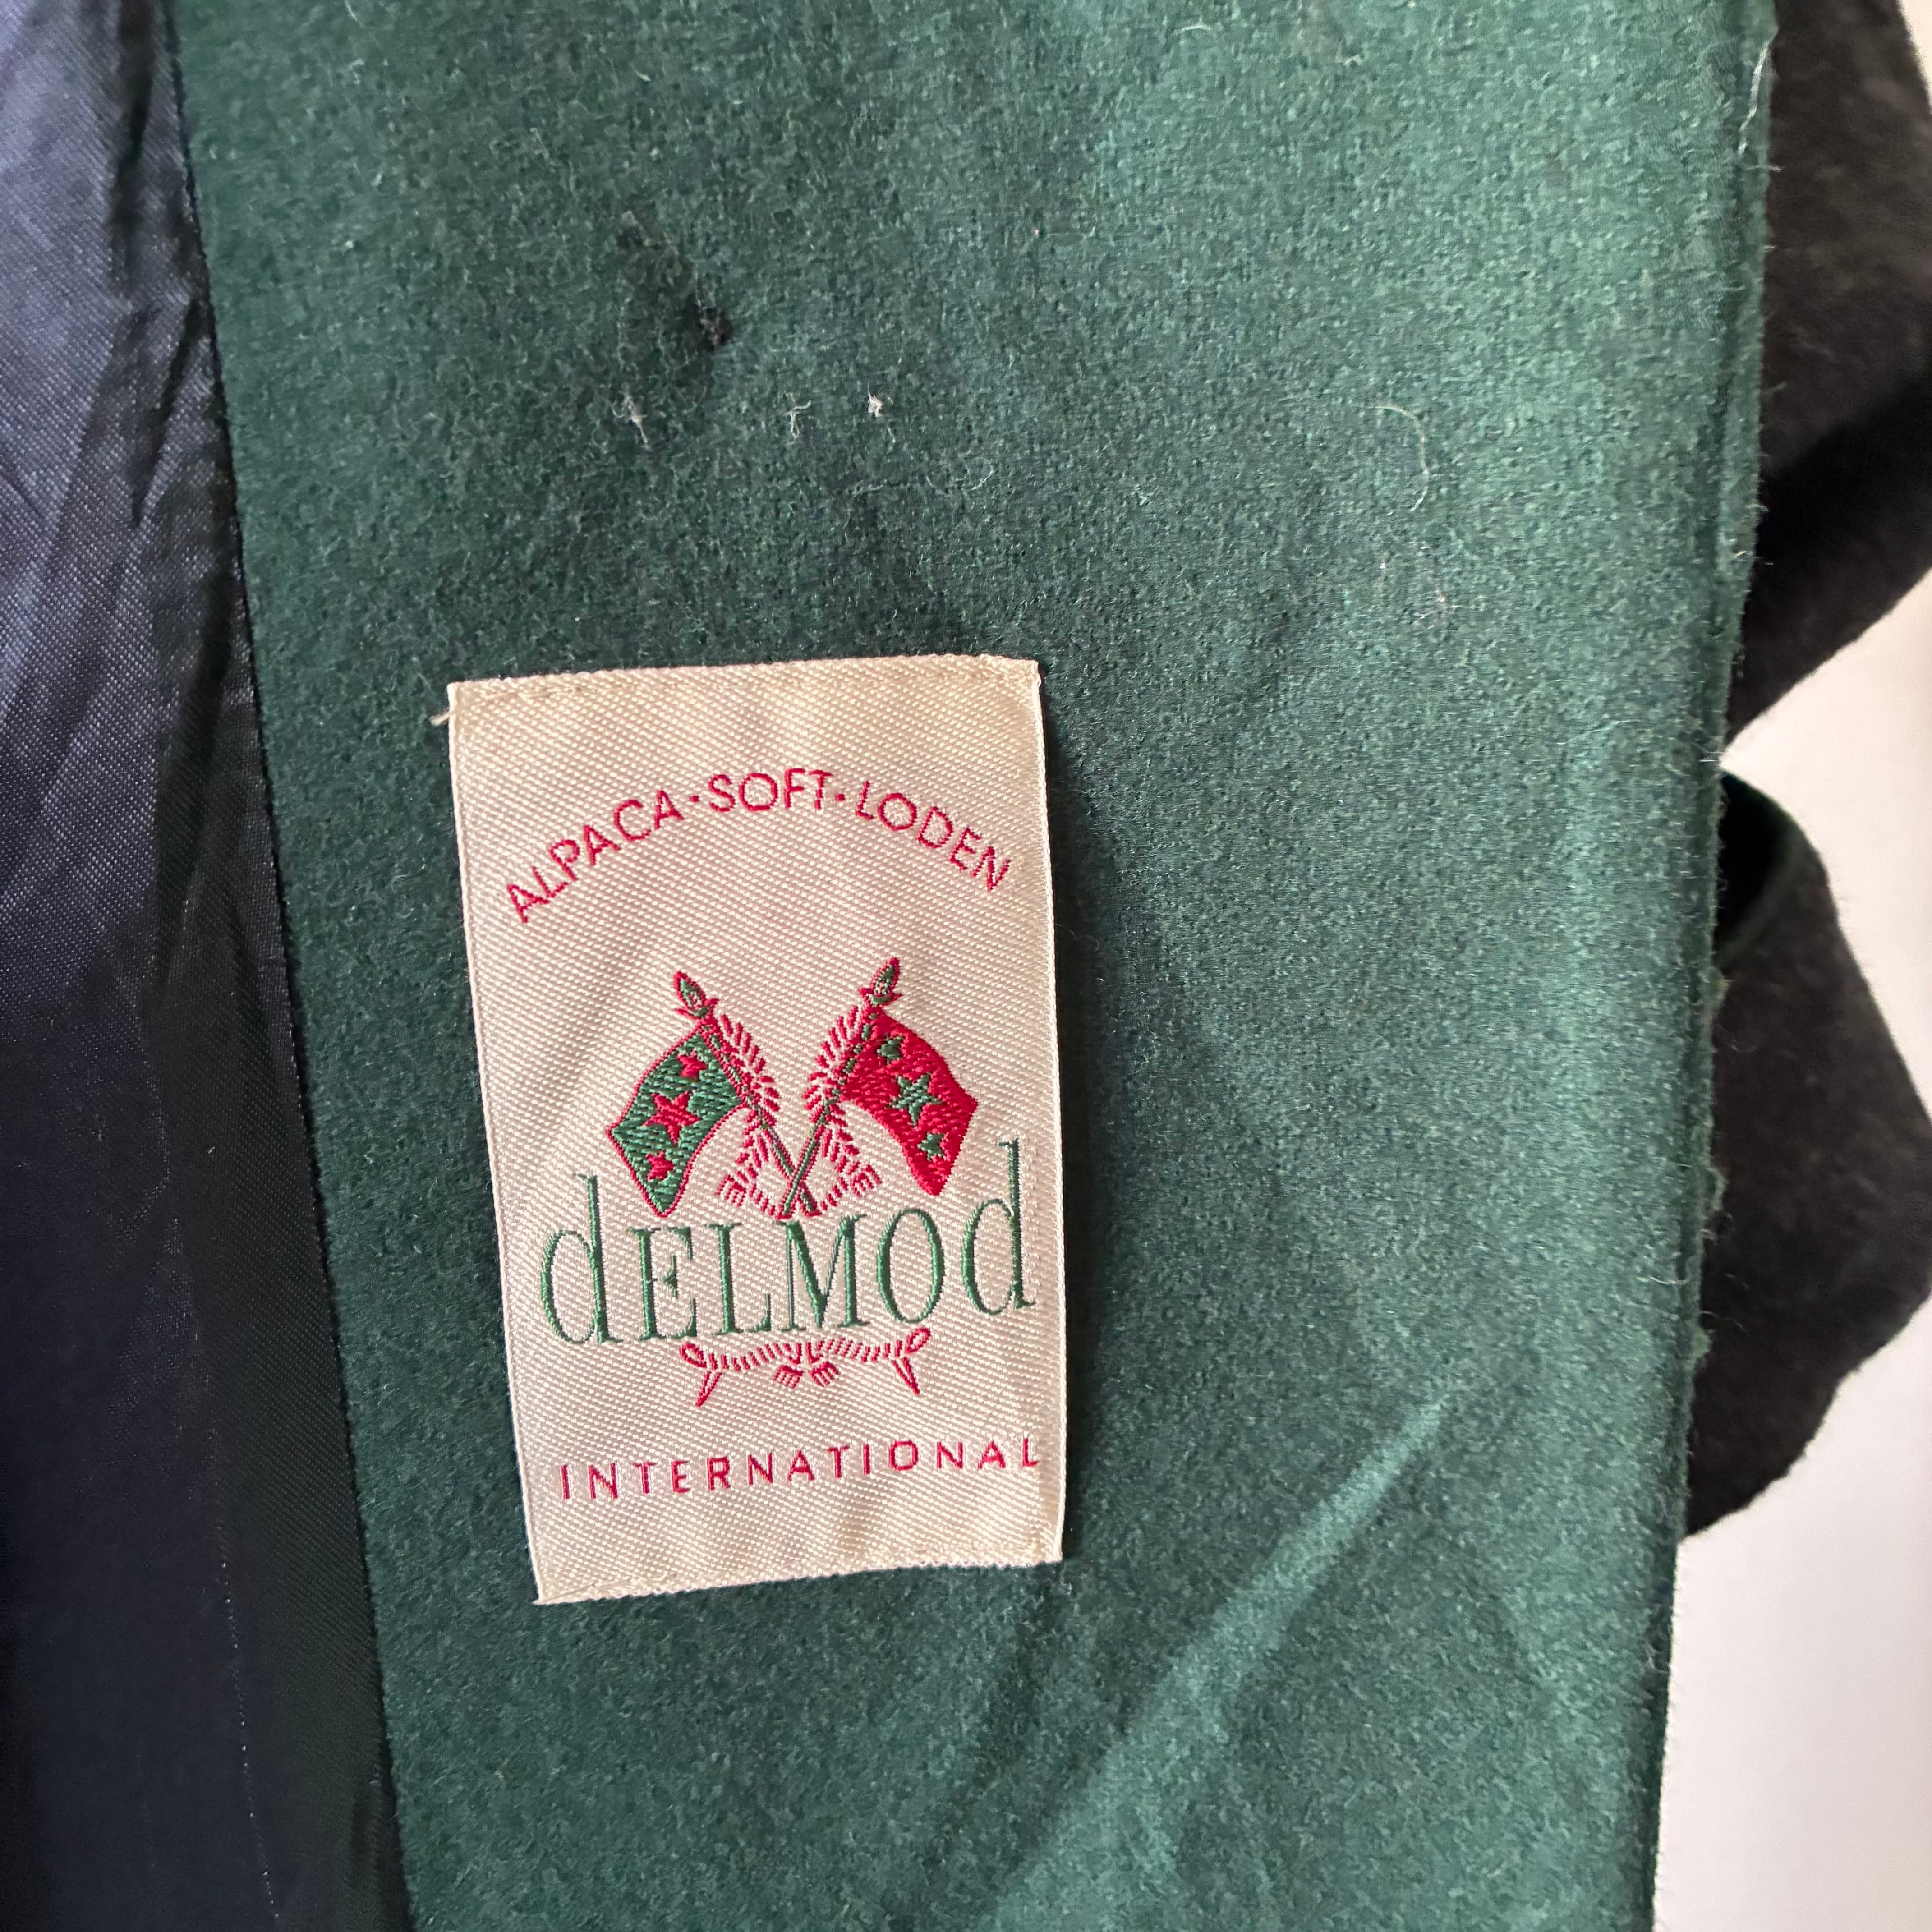 ALPACA·SOFT·LODEN
dELMOd
INTERNATIONAL